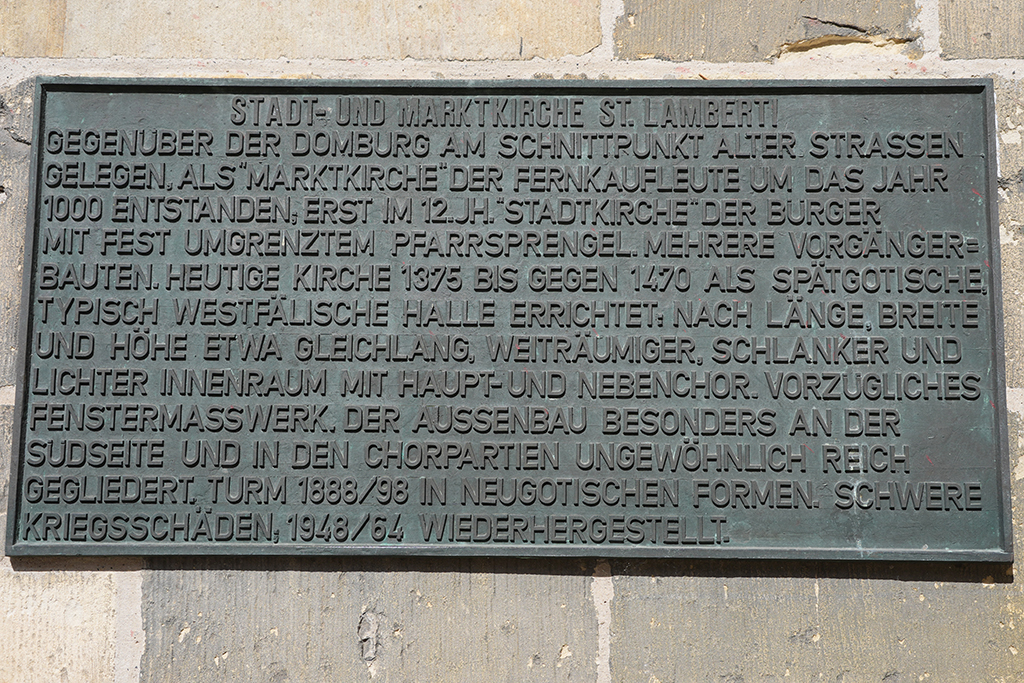 STADT- UND MARKTKIRCHE ST. LAMBERTI
GEGENÜBER DER DOMBURG AM SCHNITTPUNKT ALTER STRASSEN
GELEGEN, ALS "MARKTKIRCHE" DER FERNKAUFLEUTE UM DAS JAHR
1000 ENTSTANDEN; ERST IM 12. JH. "STADTKIRCHE" DER BÜRGER
MIT FEST UMGRENZTEM PFARRSPRENGEL. MEHRERE VORGÄNGER=
BAUTEN. HEUTIGE KIRCHE 1375 BIS GEGEN 1470 ALS SPÄTGOTISCHE,
TYPISCH WESTFÄLISCHE HALLE ERRICHTET: NACH LÄNGE, BREITE
UND HÖHE ETWA GLEICHLANG, WEITRÄUMIGER, SCHLANKER UND
LICHTER INNENRAUM MIT HAUPT- UND NEBENCHOR. VORZÜGLICHES
FENSTERMASSWERK. DER AUSSENBAU BESONDERS AN DER
SÜDSEITE UND IN DEN CHORPARTIEN UNGEWÖHNLICH REICH
GEGLIEDERT. TURM 1888/98 IN NEUGOTISCHEN FORMEN. SCHWERE
KRIEGSSCHÄDEN; 1948/64 WIEDERHERGESTELLT.